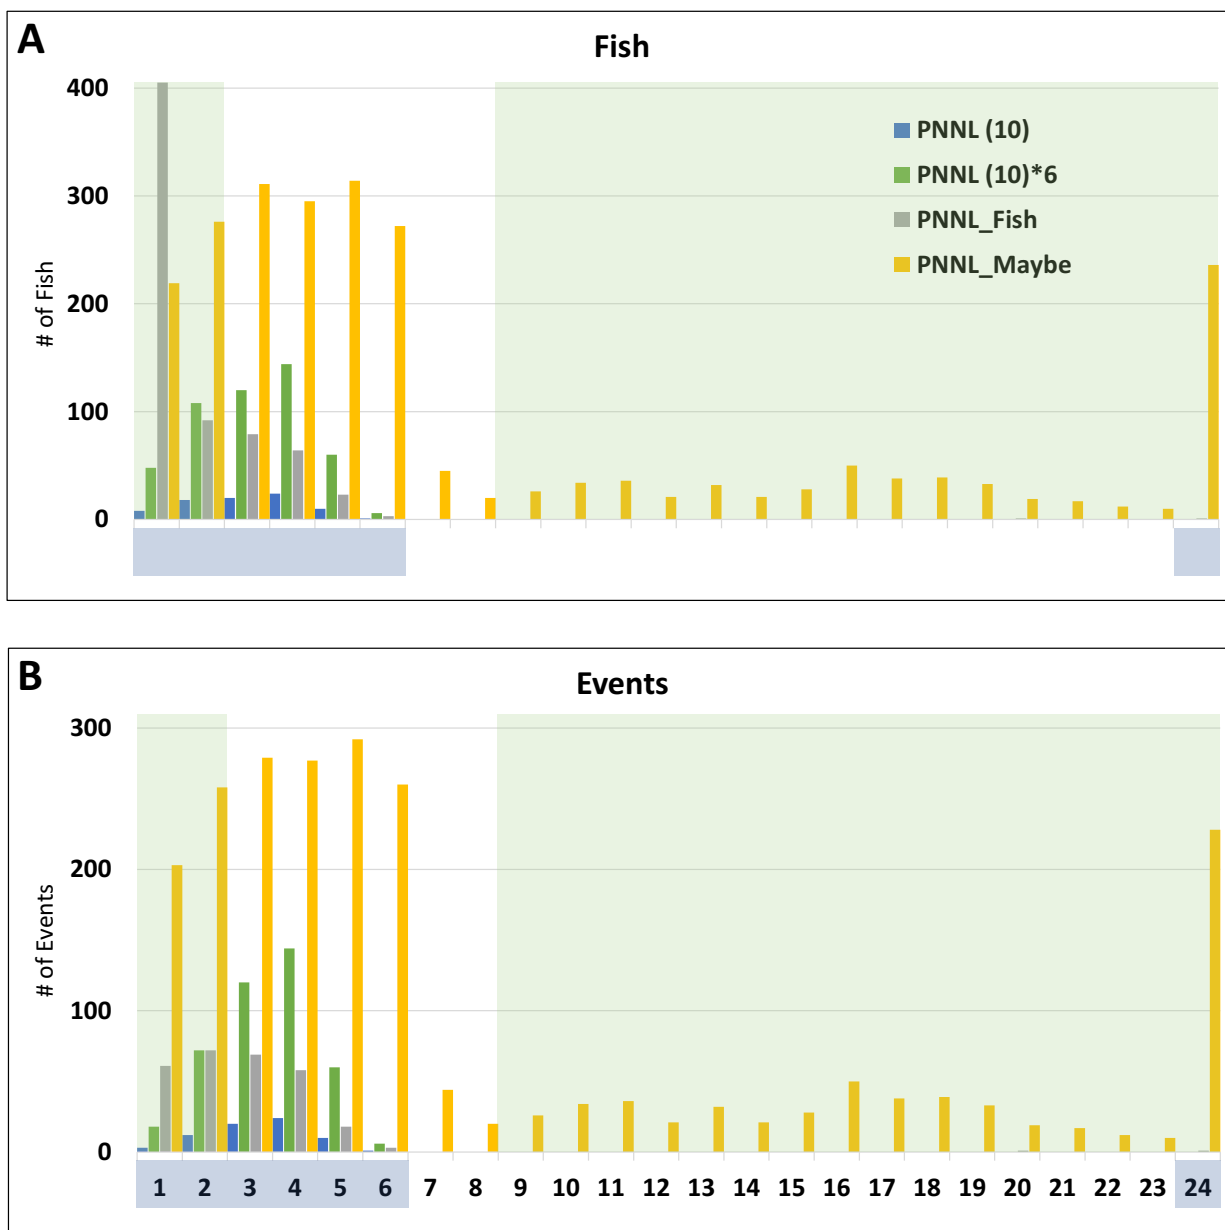 A
Fish
400
300
200
100
0
# of Fish
PNNL (10)
PNNL (10)*6
PNNL_Fish
PNNL_Maybe
B
Events
300
200
100
0
# of Events
1 2 3 4 5 6 7 8 9 10 11 12 13 14 15 16 17 18 19 20 21 22 23 24